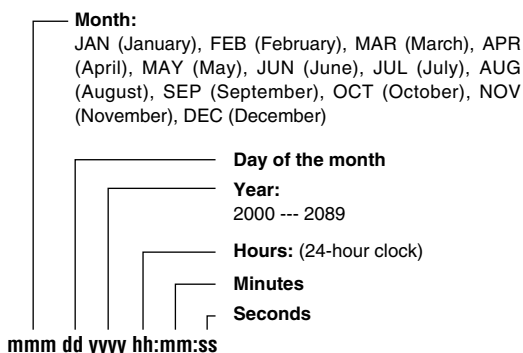 Month:
JAN (January), FEB (February), MAR (March), APR
(April), MAY (May), JUN (June), JUL (July), AUG
(August), SEP (September), OCT (October), NOV
(November), DEC (December)
Day of the month
Year:
2000 --- 2089
Hours: (24-hour clock)
Minutes
Seconds
mmm dd yyyy hh:mm:ss